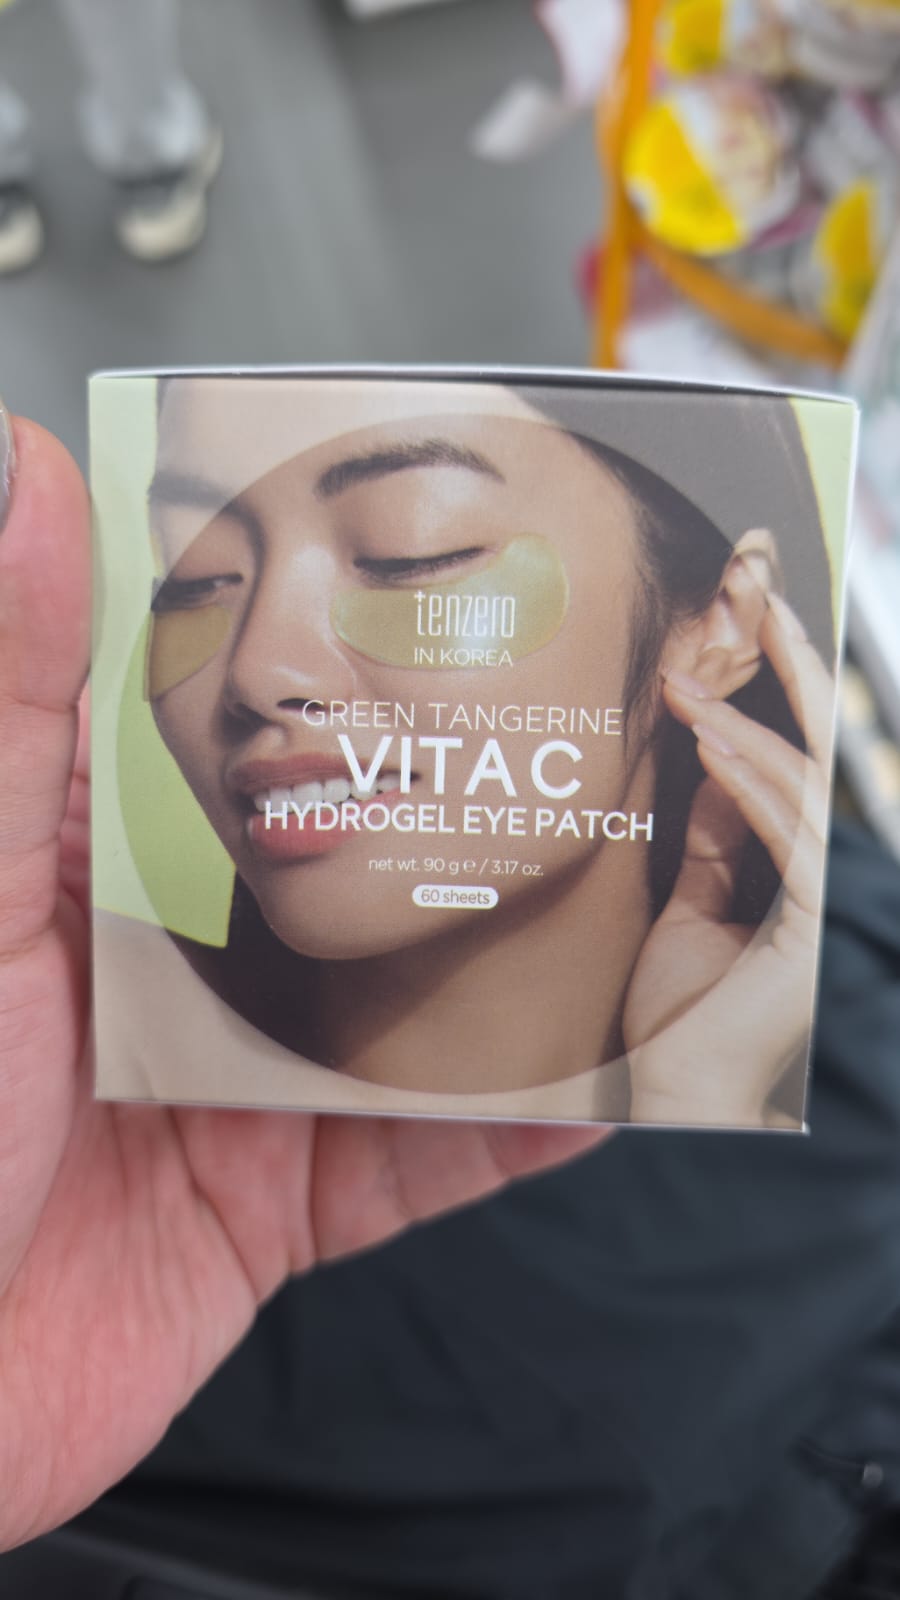 tenzero
IN KOREA
GREEN TANGERINE
VITA C
HYDROGEL EYE PATCH
net wt. 90 g ℮ / 3.17 oz.
60 sheets